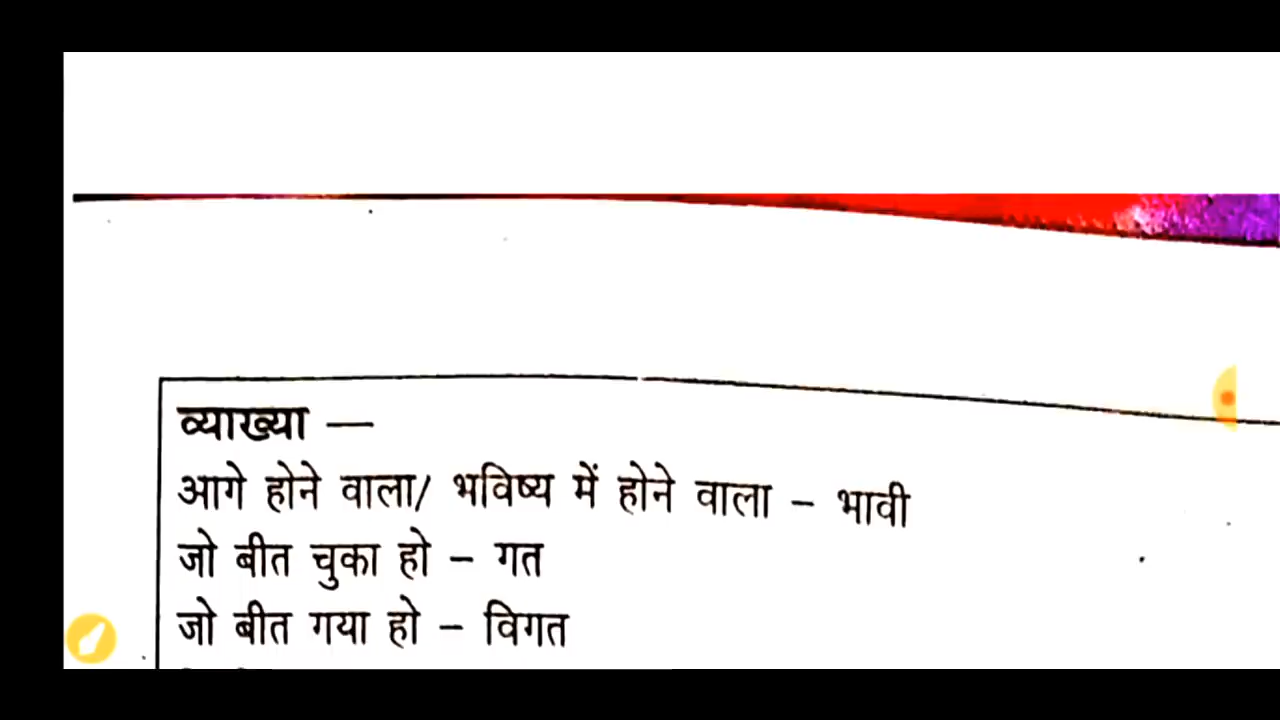 व्याख्या —
आगे होने वाला/ भविष्य में होने वाला – भावी
जो बीत चुका हो – गत
जो बीत गया हो – विगत